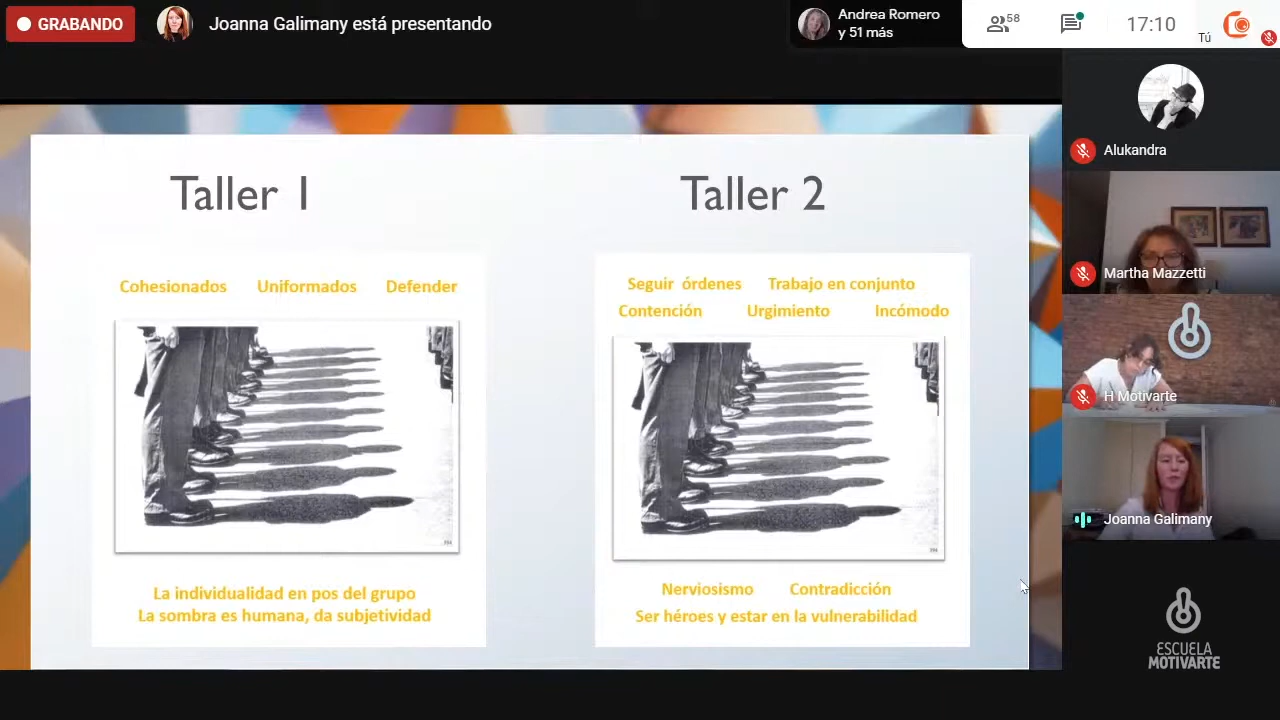 GRABANDO
Joanna Galimany está presentando
Andrea Romero
y 51 más
58
17:10
Tú
Taller 1
Taller 2
Cohesionados Uniformados Defender
Seguir órdenes Trabajo en conjunto
Contención Urgimiento Incómodo
La individualidad en pos del grupo
La sombra es humana, da subjetividad
Nerviosismo Contradicción
Ser héroes y estar en la vulnerabilidad
Alukandra
Martha Mazzetti
H Motivarte
Joanna Galimany
ESCUELA
MOTIVARTE